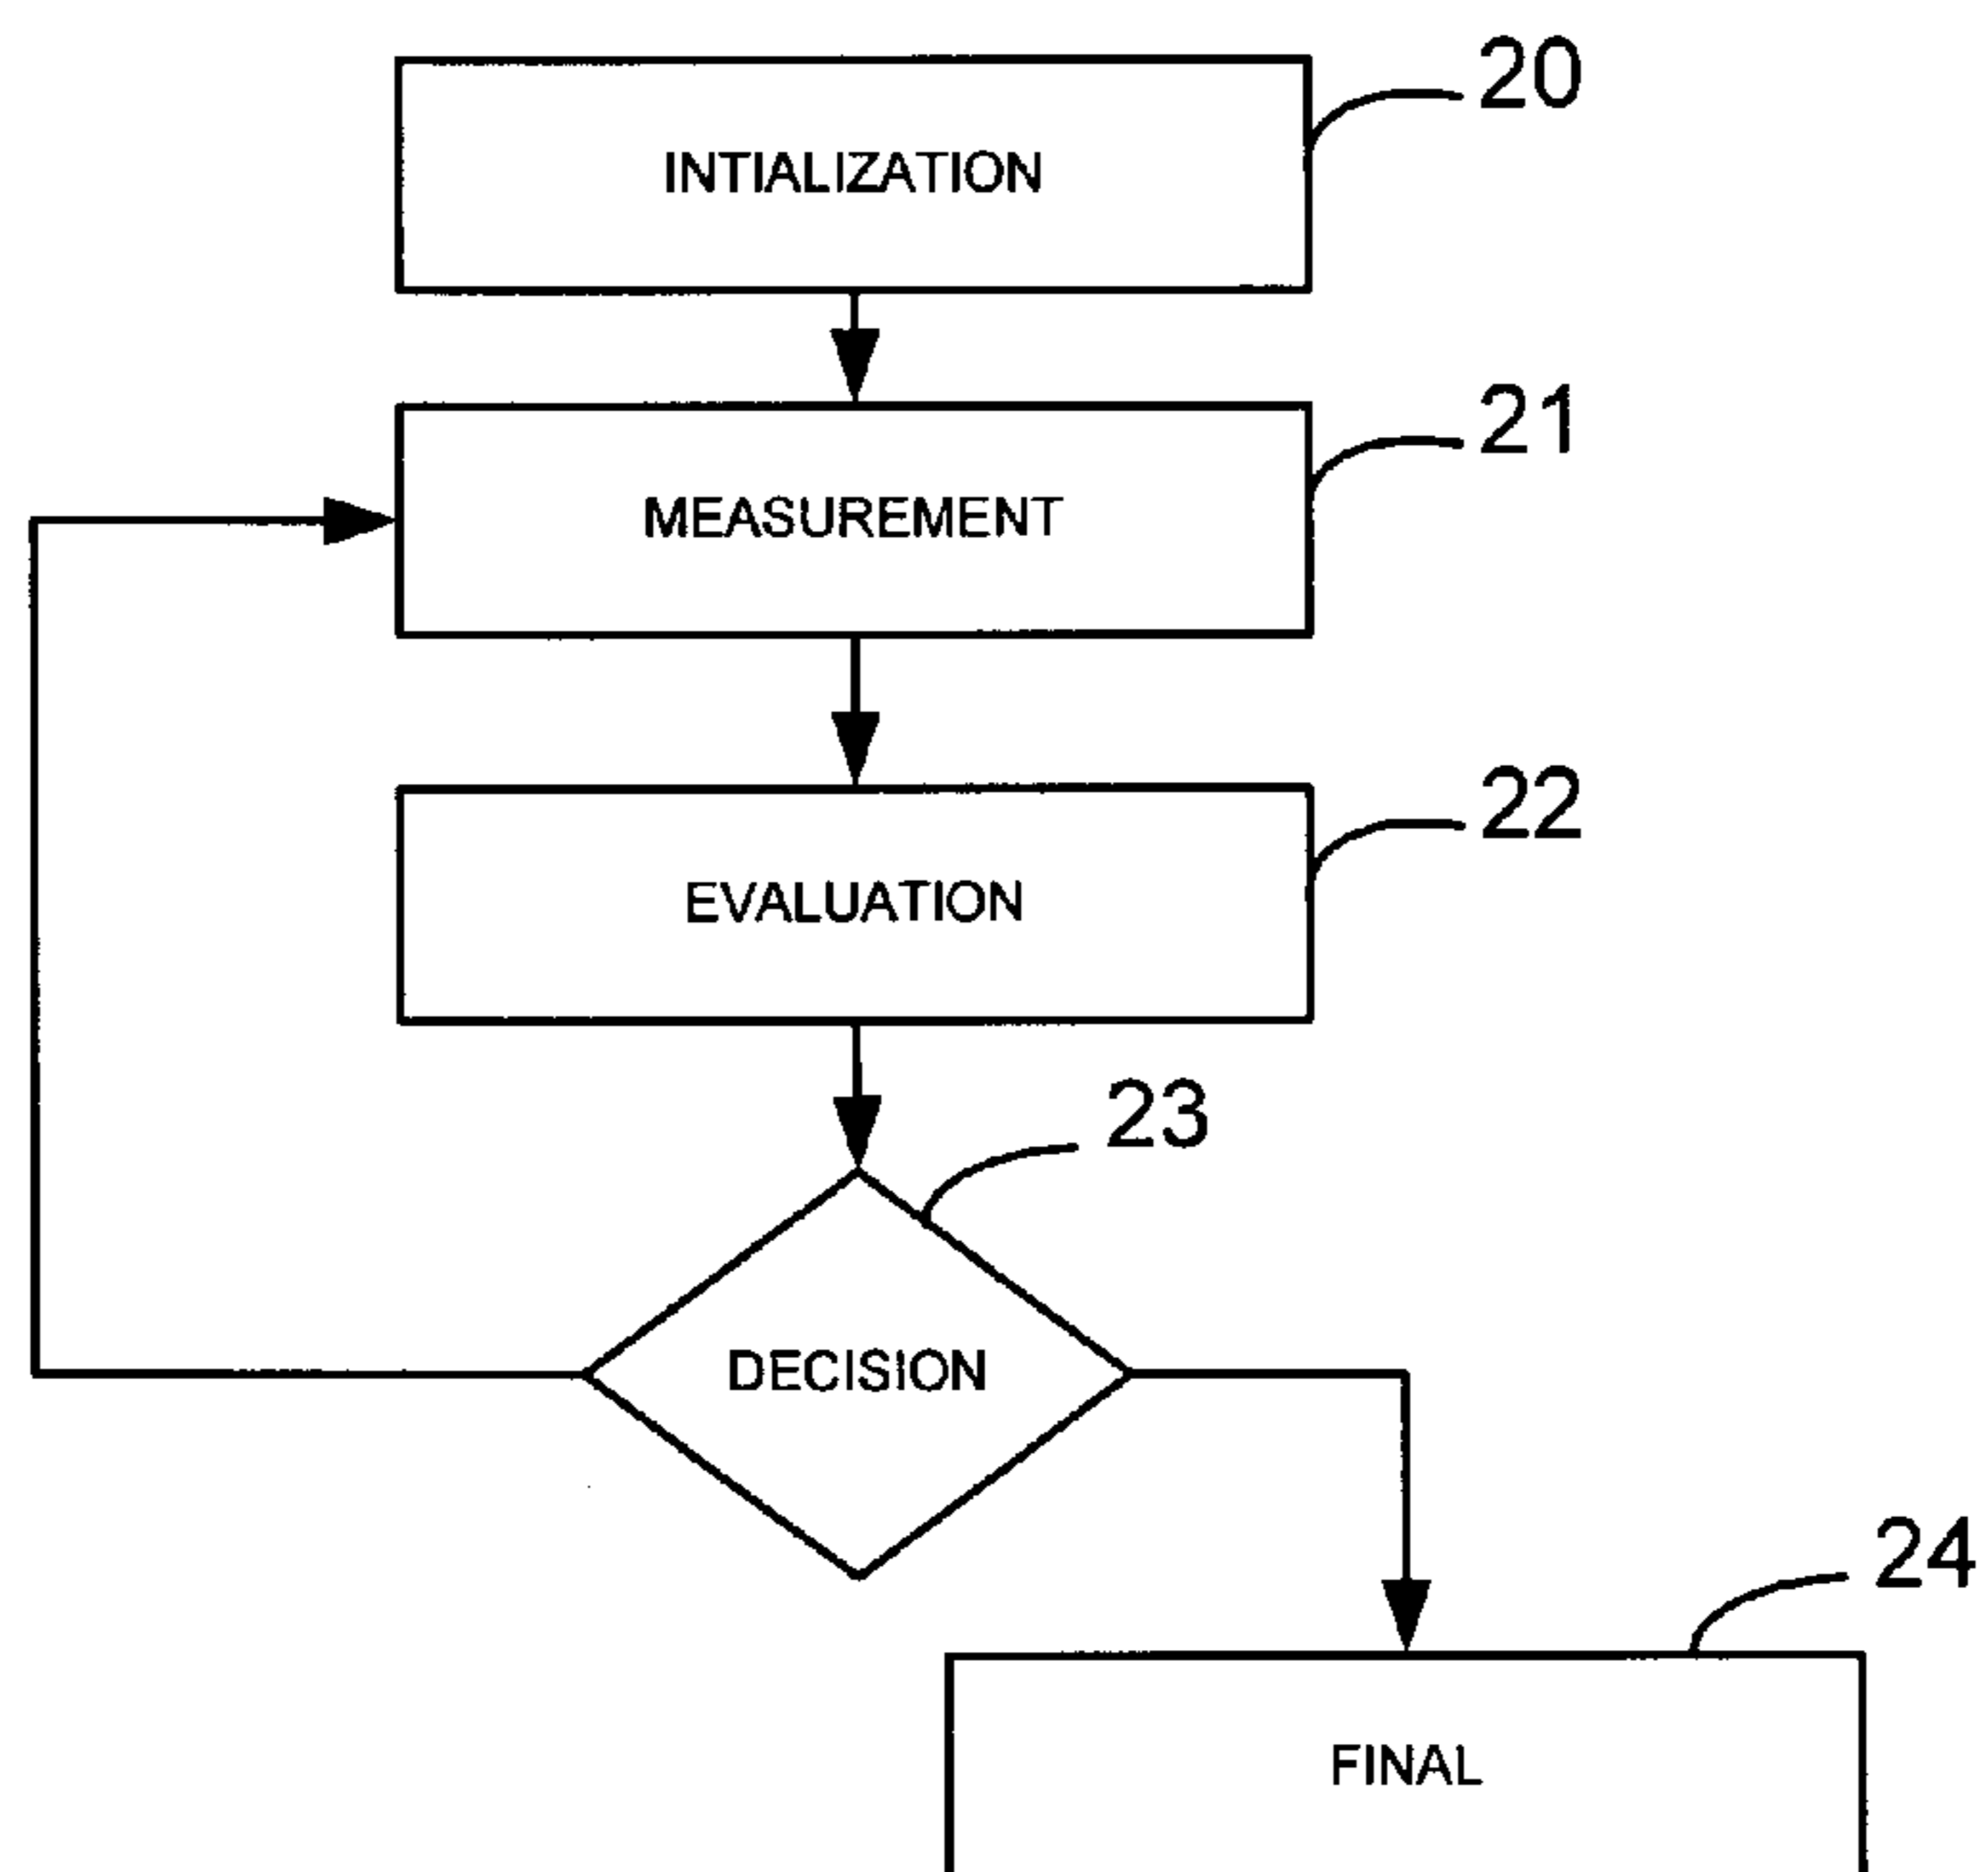 20
INTIALIZATION
21
MEASUREMENT
22
EVALUATION
23
DECISION
24
FINAL